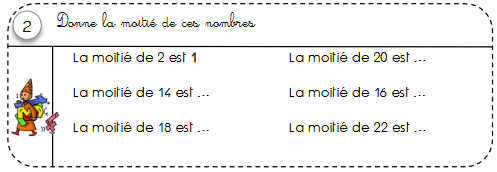 2 Donne la moitié de ces nombres
La moitié de 2 est 1 La moitié de 20 est ...
La moitié de 14 est ... La moitié de 16 est ...
La moitié de 18 est ... La moitié de 22 est ...